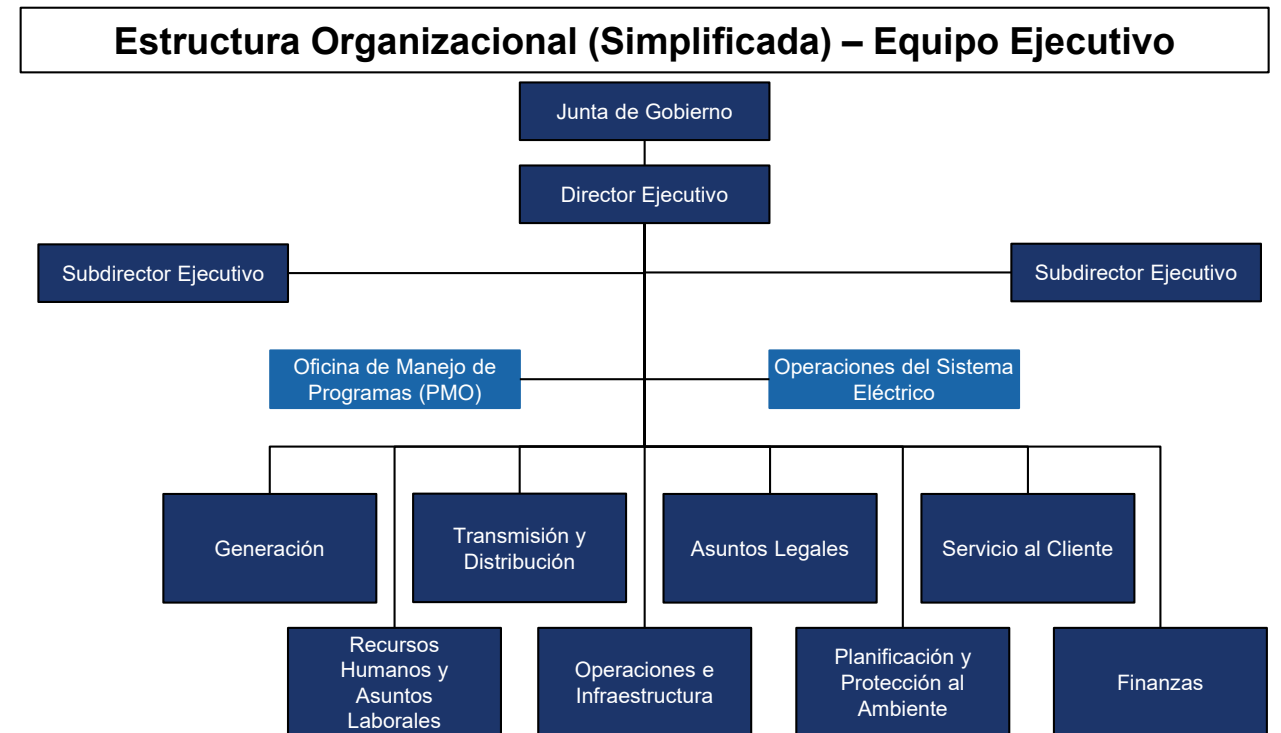 Estructura Organizacional (Simplificada) – Equipo Ejecutivo
Junta de Gobierno
Director Ejecutivo
Subdirector Ejecutivo
Subdirector Ejecutivo
Oficina de Manejo de
Programas (PMO)
Operaciones del Sistema
Eléctrico
Generación
Transmisión y
Distribución
Asuntos Legales
Servicio al Cliente
Recursos
Humanos y
Asuntos
Laborales
Operaciones e
Infraestructura
Planificación y
Protección al
Ambiente
Finanzas